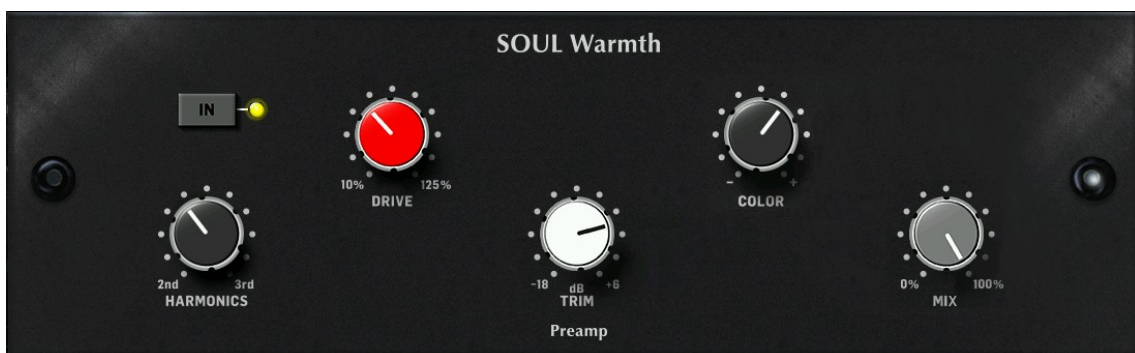 SOUL Warmth
IN
10% 125%
DRIVE
- +
COLOR
2nd 3rd
HARMONICS
-18 dB +6
TRIM
0% 100%
MIX
Preamp